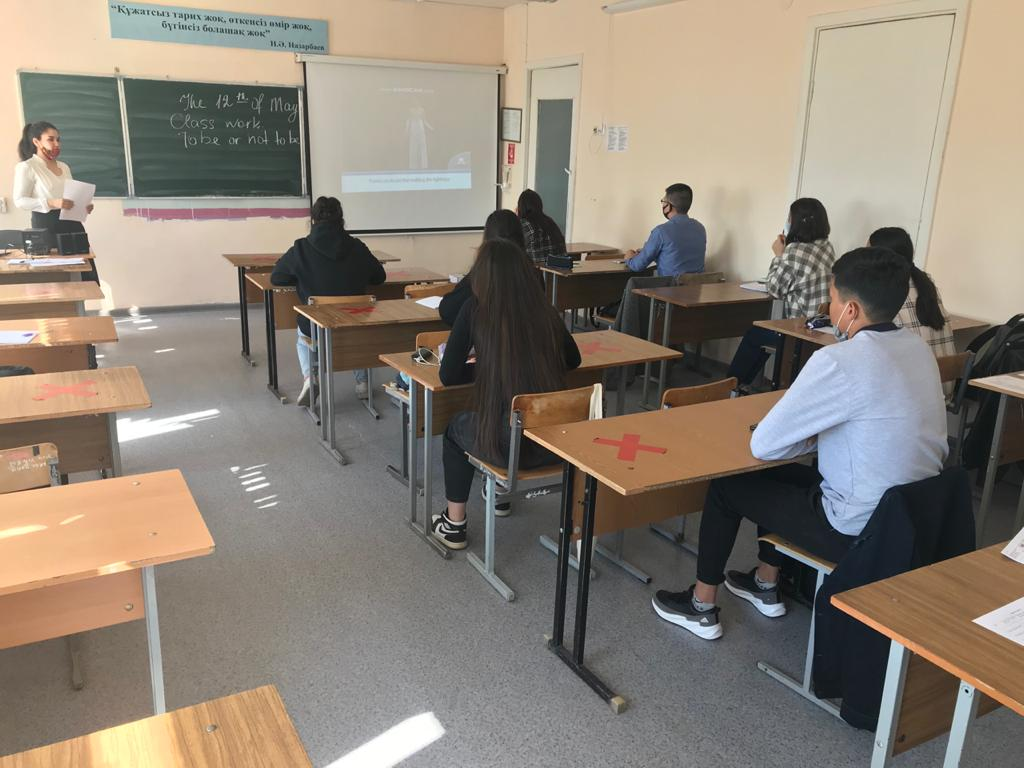 “Құжатсыз тарих жоқ, өткенсіз өмір жоқ,
бүтінсіз болашақ жоқ”
Н.Ә. Назарбаев
The 12th of May
Class work.
To be or not to be